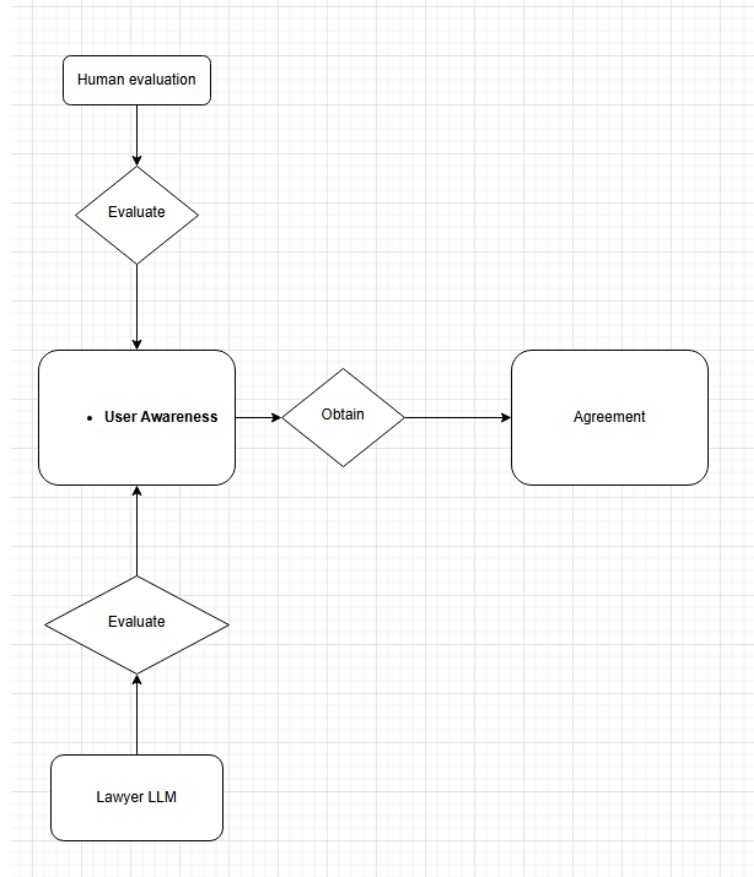 Human evaluation
Evaluate
• User Awareness
Obtain
Agreement
Evaluate
Lawyer LLM